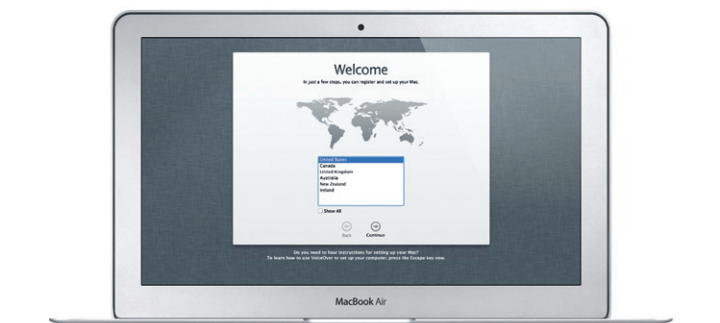 Welcome
In just a few steps, you can register and set up your Mac.
United States
Canada
United Kingdom
Australia
New Zealand
Ireland
Show All
Back Continue
Do you need to hear instructions for setting up your Mac?
To learn how to use VoiceOver to set up your computer, press the Escape key now.
MacBook Air